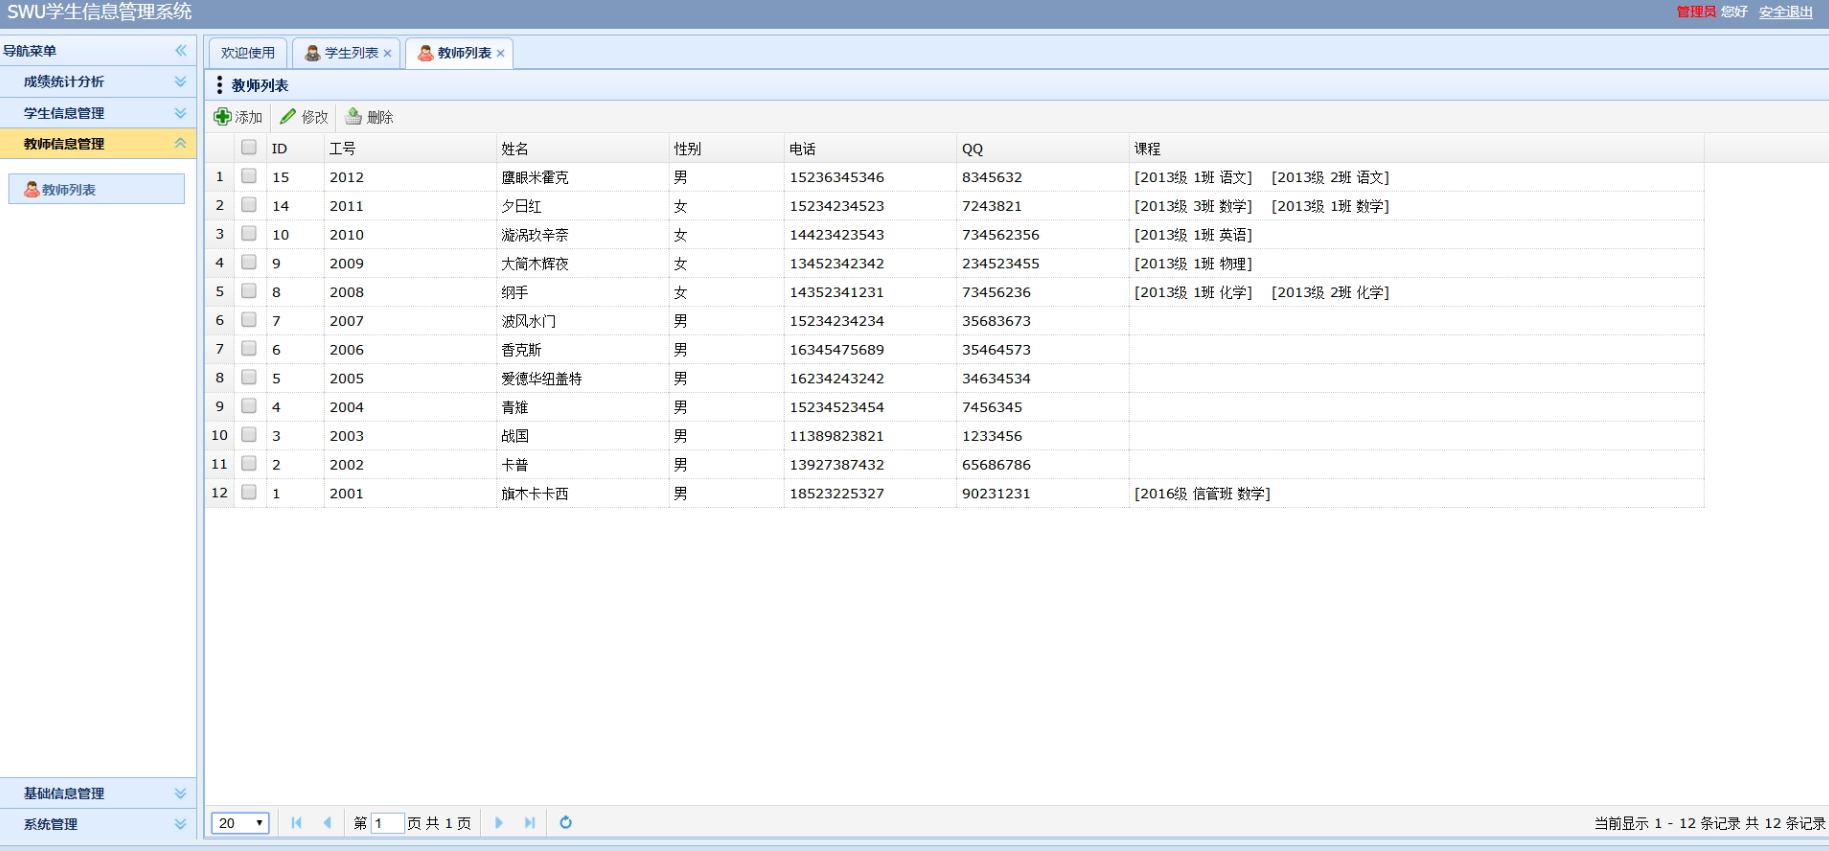 SWU学生信息管理系统
管理员 您好 安全退出
导航菜单
成绩统计分析
学生信息管理
教师信息管理
教师列表
基础信息管理
系统管理
欢迎使用 学生列表 教师列表
教师列表
添加 修改 删除
ID 工号 姓名 性别 电话 QQ 课程
1 15 2012 鹰眼米霍克 男 15236345346 8345632 [2013级 1班 语文] [2013级 2班 语文]
2 14 2011 夕日红 女 15234234523 7243821 [2013级 3班 数学] [2013级 1班 数学]
3 10 2010 漩涡玖辛奈 女 14423423543 734562356 [2013级 1班 英语]
4 9 2009 大筒木辉夜 女 13452342342 234523455 [2013级 1班 物理]
5 8 2008 纲手 女 14352341231 73456236 [2013级 1班 化学] [2013级 2班 化学]
6 7 2007 波风水门 男 15234234234 35683673
7 6 2006 香克斯 男 16345475689 35464573
8 5 2005 爱德华纽盖特 男 16234243242 34634534
9 4 2004 青雉 男 15234523454 7456345
10 3 2003 战国 男 11389823821 1233456
11 2 2002 卡普 男 13927387432 65686786
12 1 2001 旗木卡卡西 男 18523225327 90231231 [2016级 信管班 数学]
20 第 1 页 共 1 页
当前显示 1 - 12 条记录 共 12 条记录